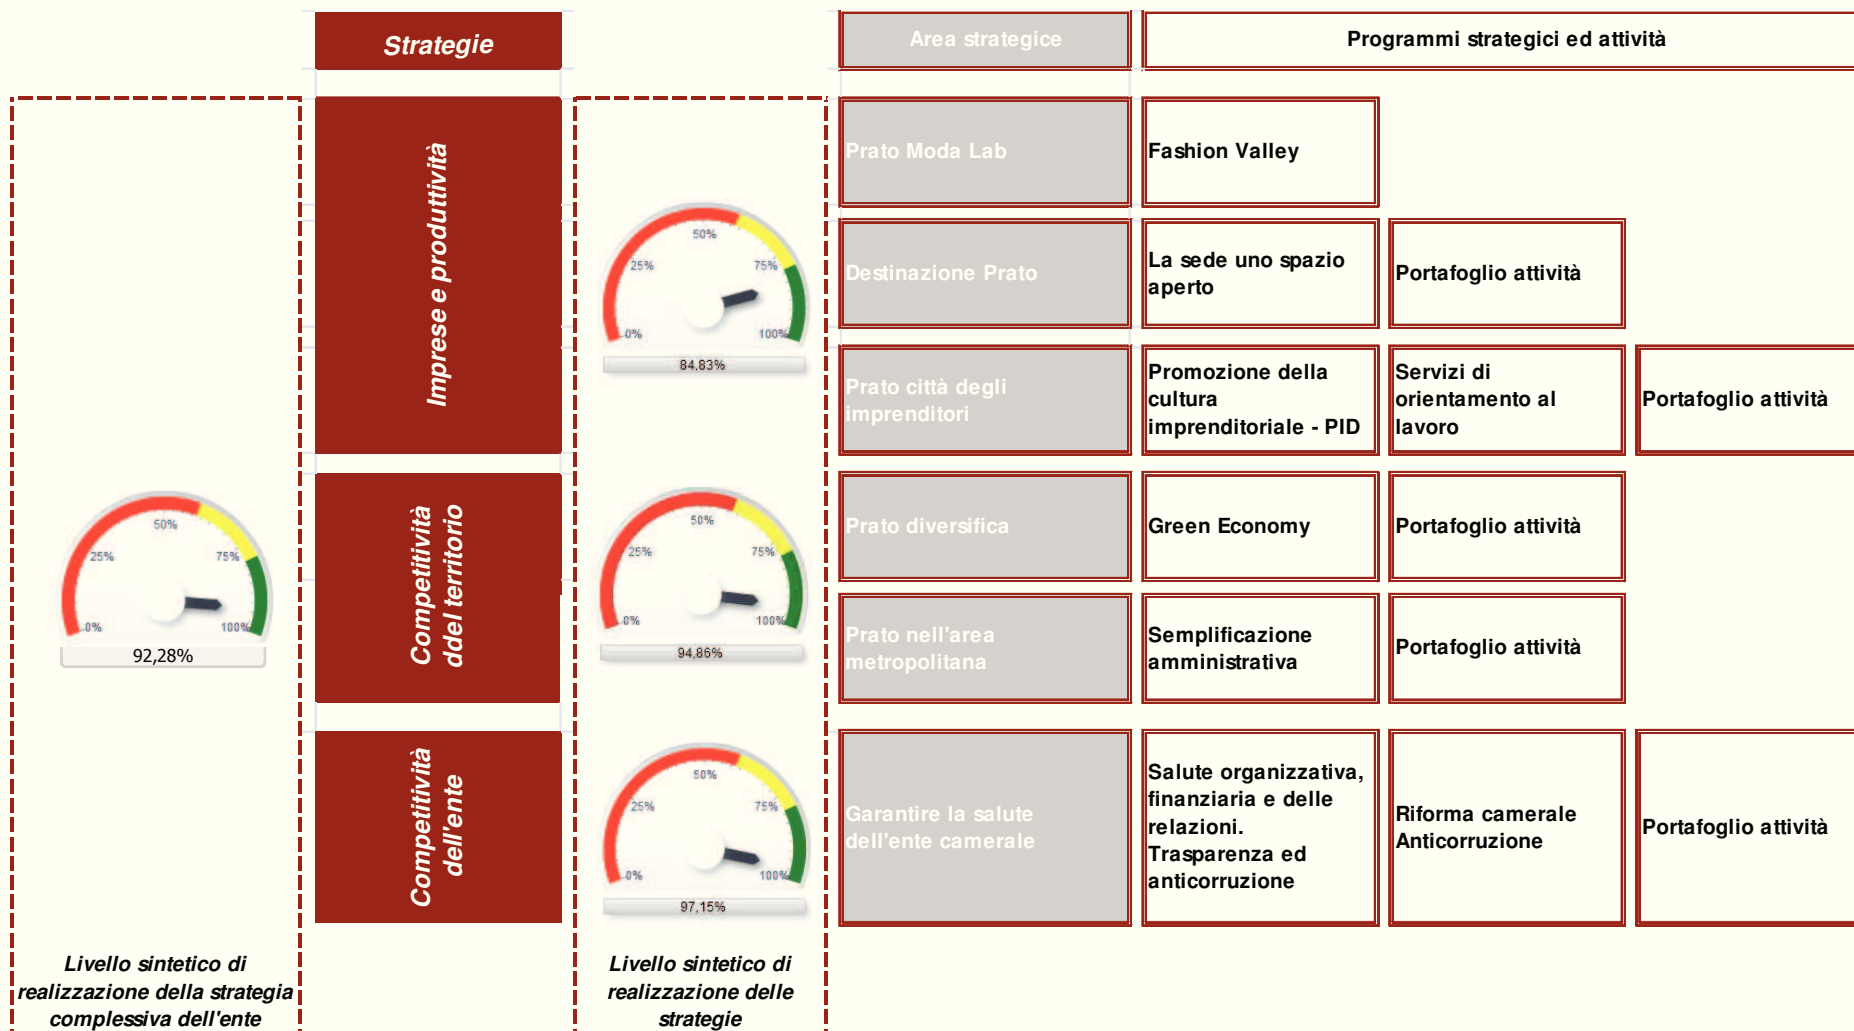 Strategie
Area strategice
Programmi strategici ed attività
Imprese e produttività
50%
25%
75%
0%
100%
84,83%
Prato Moda Lab
Fashion Valley
Destinazione Prato
La sede uno spazio
aperto
Portafoglio attività
Prato città degli
imprenditori
Promozione della
cultura
imprenditoriale - PID
Servizi di
orientamento al
lavoro
Portafoglio attività
50%
25%
75%
0%
100%
92,28%
Competitività
ddel territorio
50%
25%
75%
0%
100%
94,86%
Prato diversifica
Green Economy
Portafoglio attività
Prato nell'area
metropolitana
Semplificazione
amministrativa
Portafoglio attività
Competitività
dell'ente
50%
25%
75%
0%
100%
97,15%
Garantire la salute
dell'ente camerale
Salute organizzativa,
finanziaria e delle
relazioni.
Trasparenza ed
anticorruzione
Riforma camerale
Anticorruzione
Portafoglio attività
Livello sintetico di
realizzazione della strategia
complessiva dell'ente
Livello sintetico di
realizzazione delle
strategie